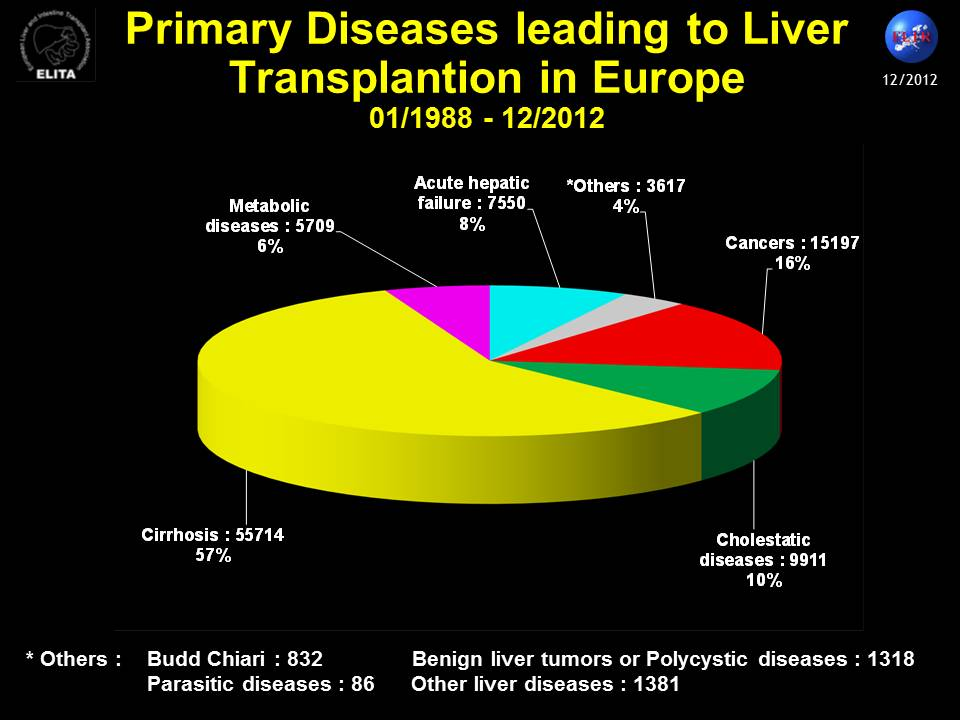 Primary Diseases leading to Liver
Transplantion in Europe
01/1988 - 12/2012
ELITA
ELTR
12/2012
Acute hepatic
failure : 7550
8%
*Others : 3617
4%
Metabolic
diseases : 5709
6%
Cancers : 15197
16%
Cirrhosis : 55714
57%
Cholestatic
diseases : 9911
10%
* Others : Budd Chiari : 832 Benign liver tumors or Polycystic diseases : 1318
Parasitic diseases : 86 Other liver diseases : 1381